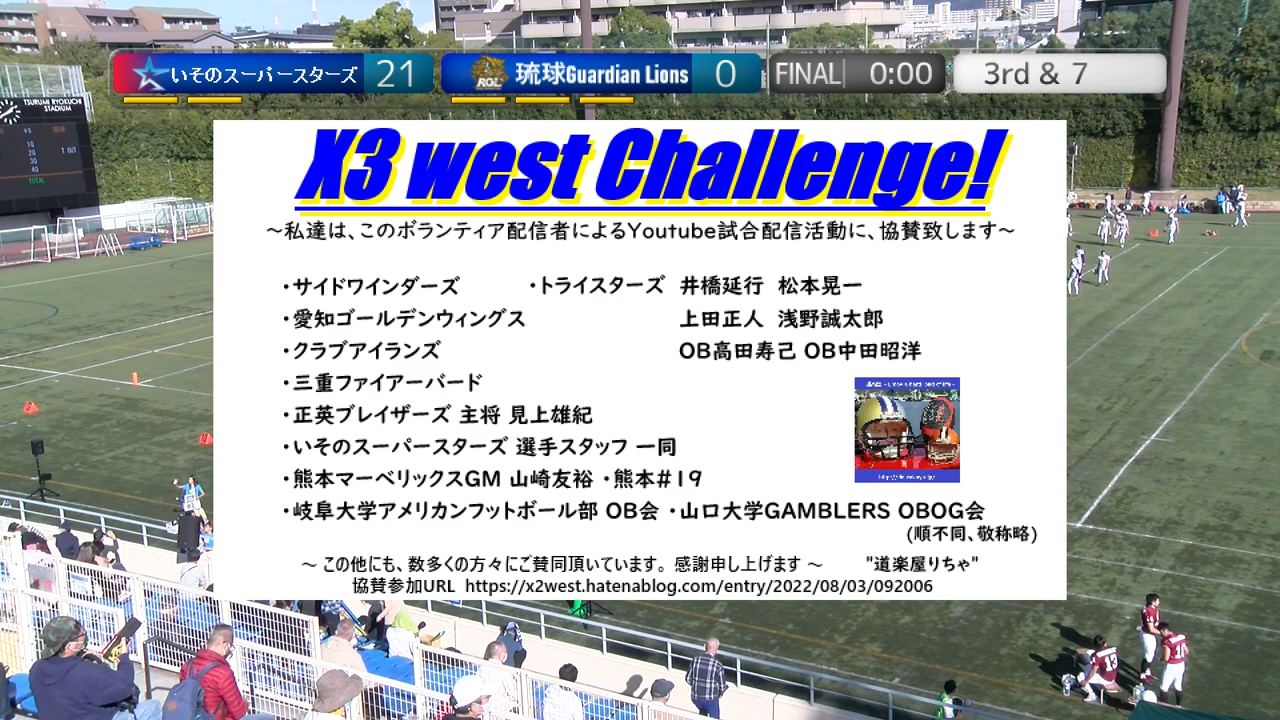 いそのスーパースターズ 21 ROL 琉球Guardian Lions 0 FINAL 0:00 3rd & 7
TSURUMI RYOKUCHI
STADIUM
VS
1Q
2Q T.OUT
3Q
4Q
TOTAL
X3 west Challenge!
～私達は、このボランティア配信者によるYoutube試合配信活動に、協賛致します～
・サイドワインダーズ ・トライスターズ 井橋延行 松本晃一
・愛知ゴールデンウィングス 上田正人 浅野誠太郎
・クラブアイランズ OB高田寿己 OB中田昭洋
・三重ファイアーバード
・正英ブレイザーズ 主将 見上雄紀
・いそのスーパースターズ 選手スタッフ 一同
・熊本マーベリックスGM 山崎友裕 ・熊本#19
・岐阜大学アメリカンフットボール部 OB会 ・山口大学GAMBLERS OBOG会
(順不同、敬称略)
～ この他にも、数多くの方々にご賛同頂いています。感謝申し上げます ～ "道楽屋りちゃ"
協賛参加URL https://x2west.hatenablog.com/entry/2022/08/03/092006
13